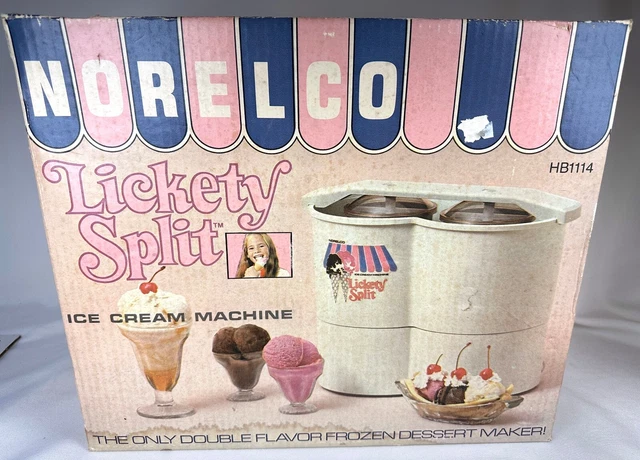 NORELCO
HB1114
Lickety
Split™
ICE CREAM MACHINE
Lickety
Split
THE ONLY DOUBLE FLAVOR FROZEN DESSERT MAKER!